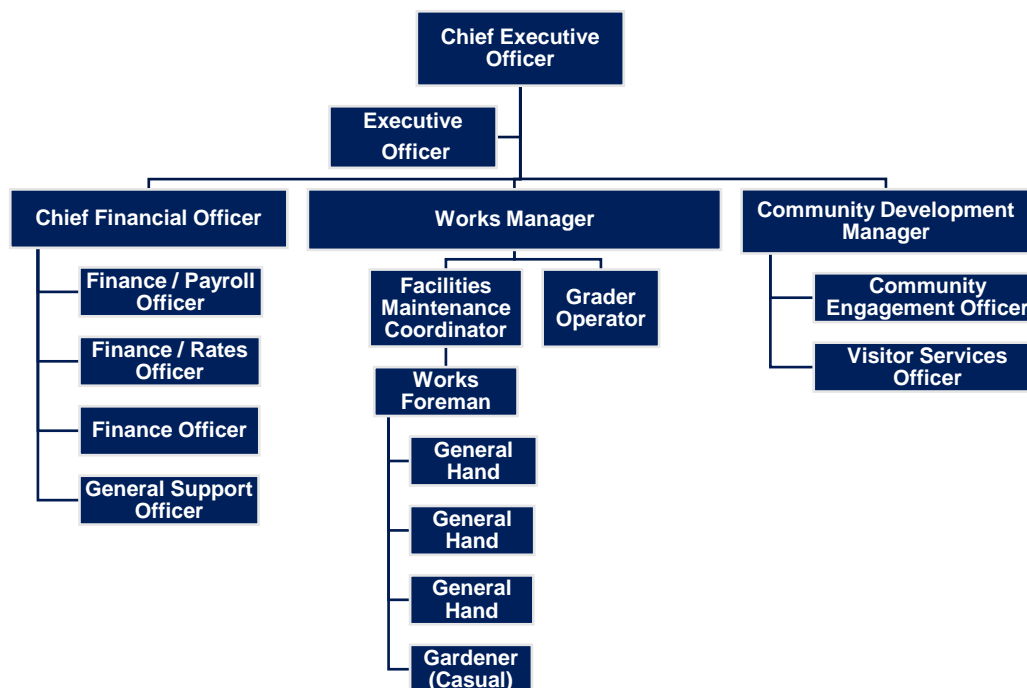 Chief Executive
Officer
Executive
Officer
Chief Financial Officer
Works Manager
Community Development
Manager
Finance / Payroll
Officer
Finance / Rates
Officer
Finance Officer
General Support
Officer
Facilities
Maintenance
Coordinator
Grader
Operator
Works
Foreman
General
Hand
General
Hand
General
Hand
Gardener
(Casual)
Community
Engagement Officer
Visitor Services
Officer